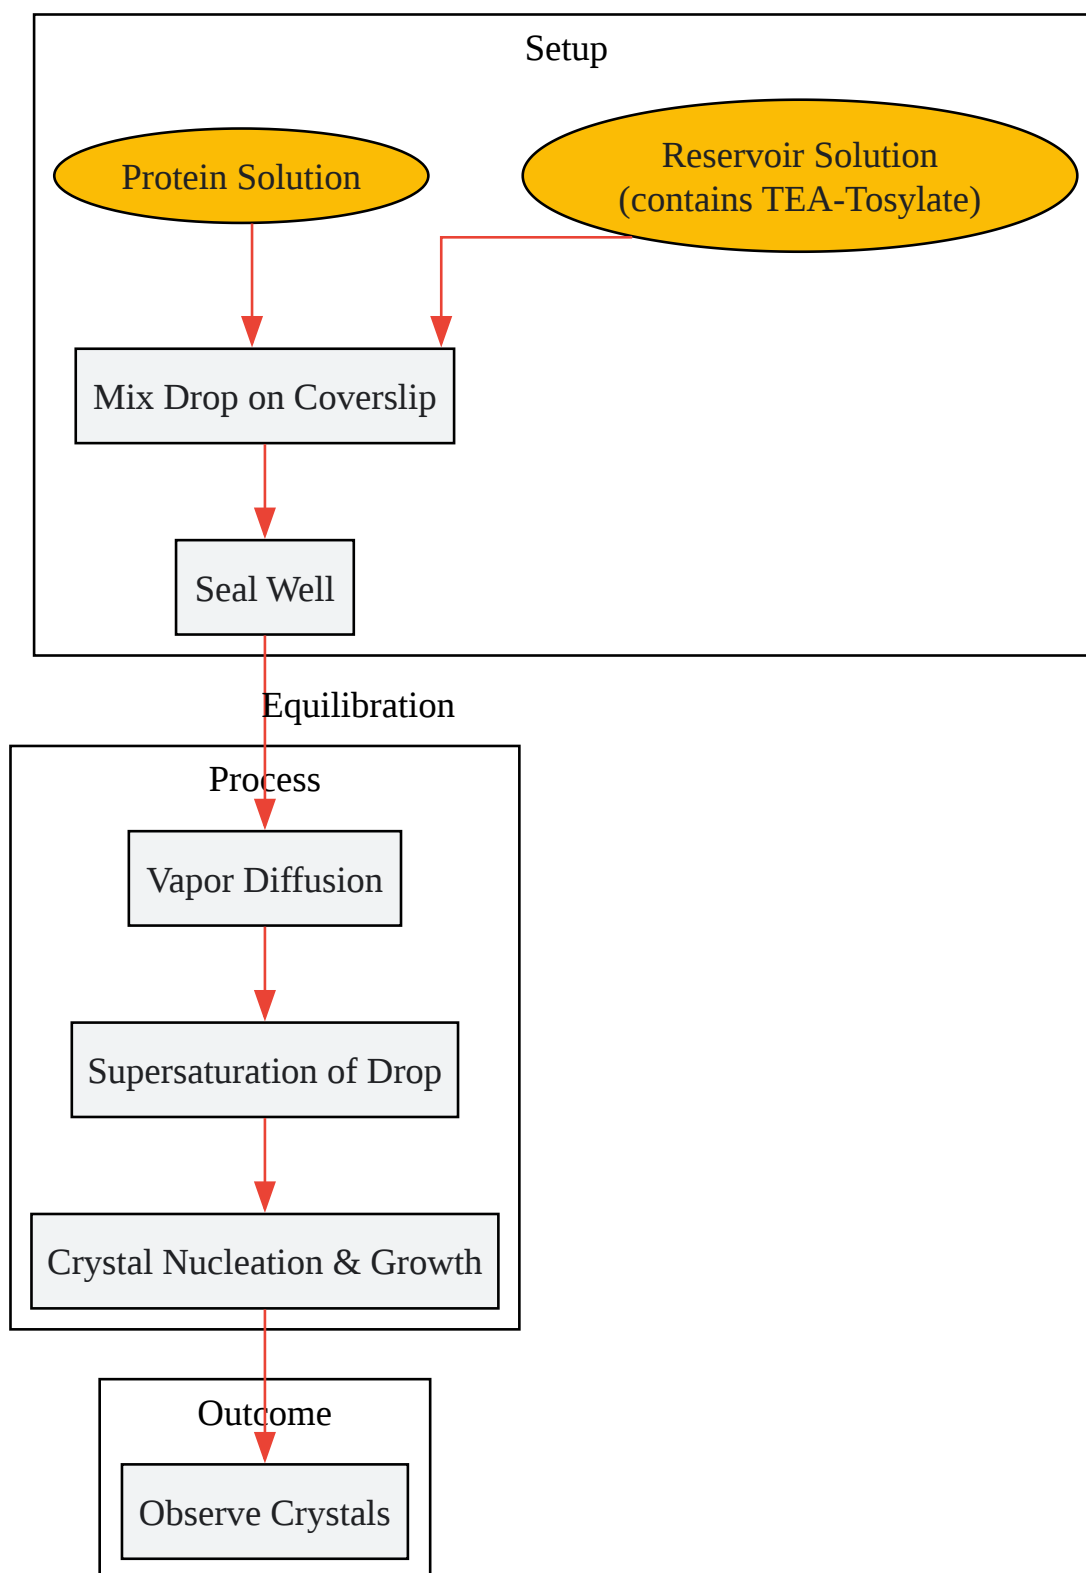 Setup
Protein Solution
Reservoir Solution
(contains TEA-Tosylate)
Mix Drop on Coverslip
Seal Well
Equilibration
Process
Vapor Diffusion
Supersaturation of Drop
Crystal Nucleation & Growth
Outcome
Observe Crystals